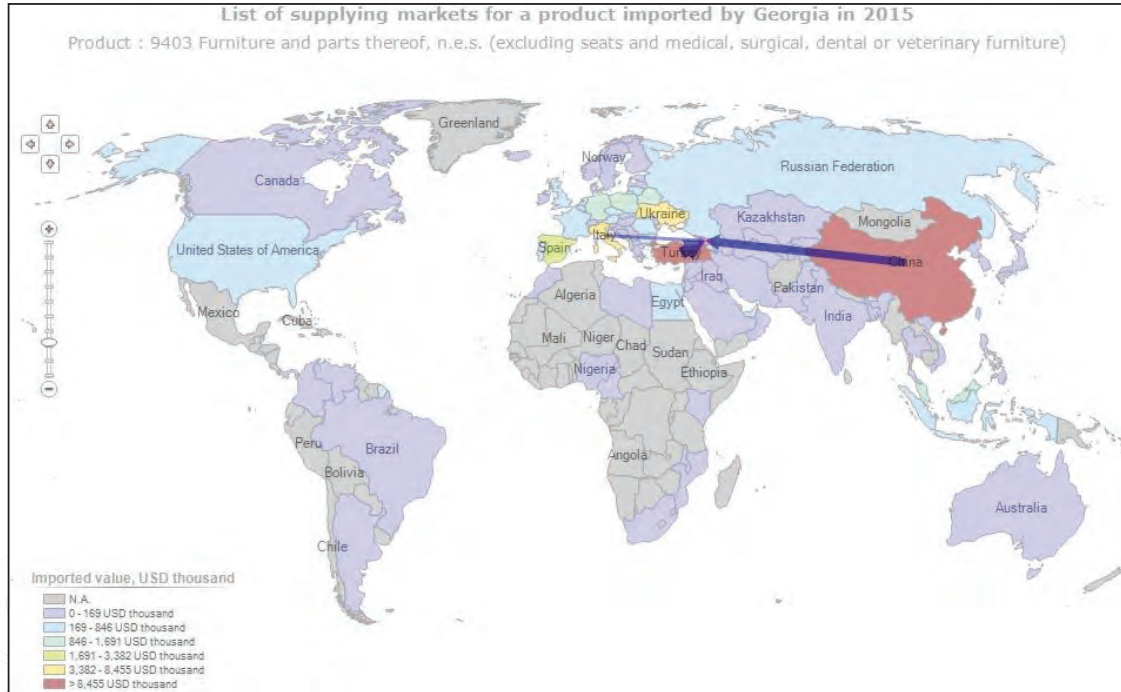 List of supplying markets for a product imported by Georgia in 2015
Product : 9403 Furniture and parts thereof, n.e.s. (excluding seats and medical, surgical, dental or veterinary furniture)
Greenland
Norway
Russian Federation
Canada
Ukraine
Kazakhstan
Mongolia
United States of America
Italy
Spain
Turkey
China
Iraq
Pakistan
Mexico
Cuba
Algeria
Egypt
India
Mali
Niger
Chad
Sudan
Nigeria
Ethiopia
Peru
Brazil
Angola
Bolivia
Australia
Chile
Imported value, USD thousand
N.A.
0 - 169 USD thousand
169 - 846 USD thousand
846 - 1,691 USD thousand
1,691 - 3,382 USD thousand
3,382 - 8,455 USD thousand
> 8,455 USD thousand